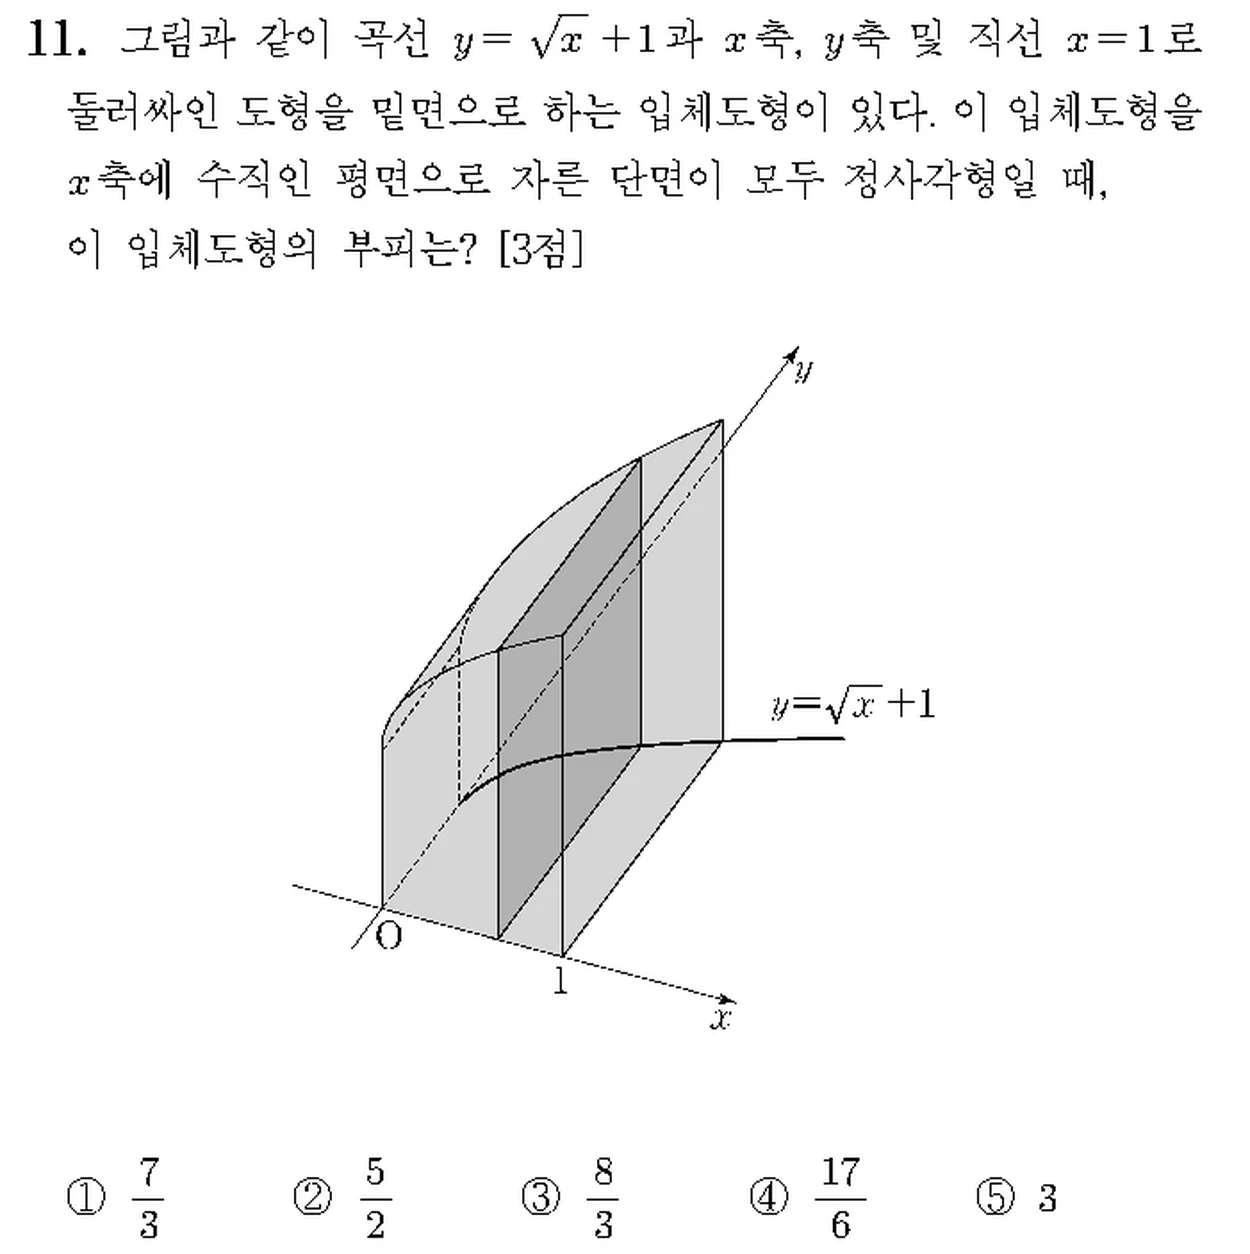 11. 그림과 같이 곡선 y=√x+1과 x축, y축 및 직선 x=1로
둘러싸인 도형을 밑면으로 하는 입체도형이 있다. 이 입체도형을
x축에 수직인 평면으로 자른 단면이 모두 정사각형일 때,
이 입체도형의 부피는? [3점]
y
y=√x+1
O
1
x
① 7/3 ② 5/2 ③ 8/3 ④ 17/6 ⑤ 3